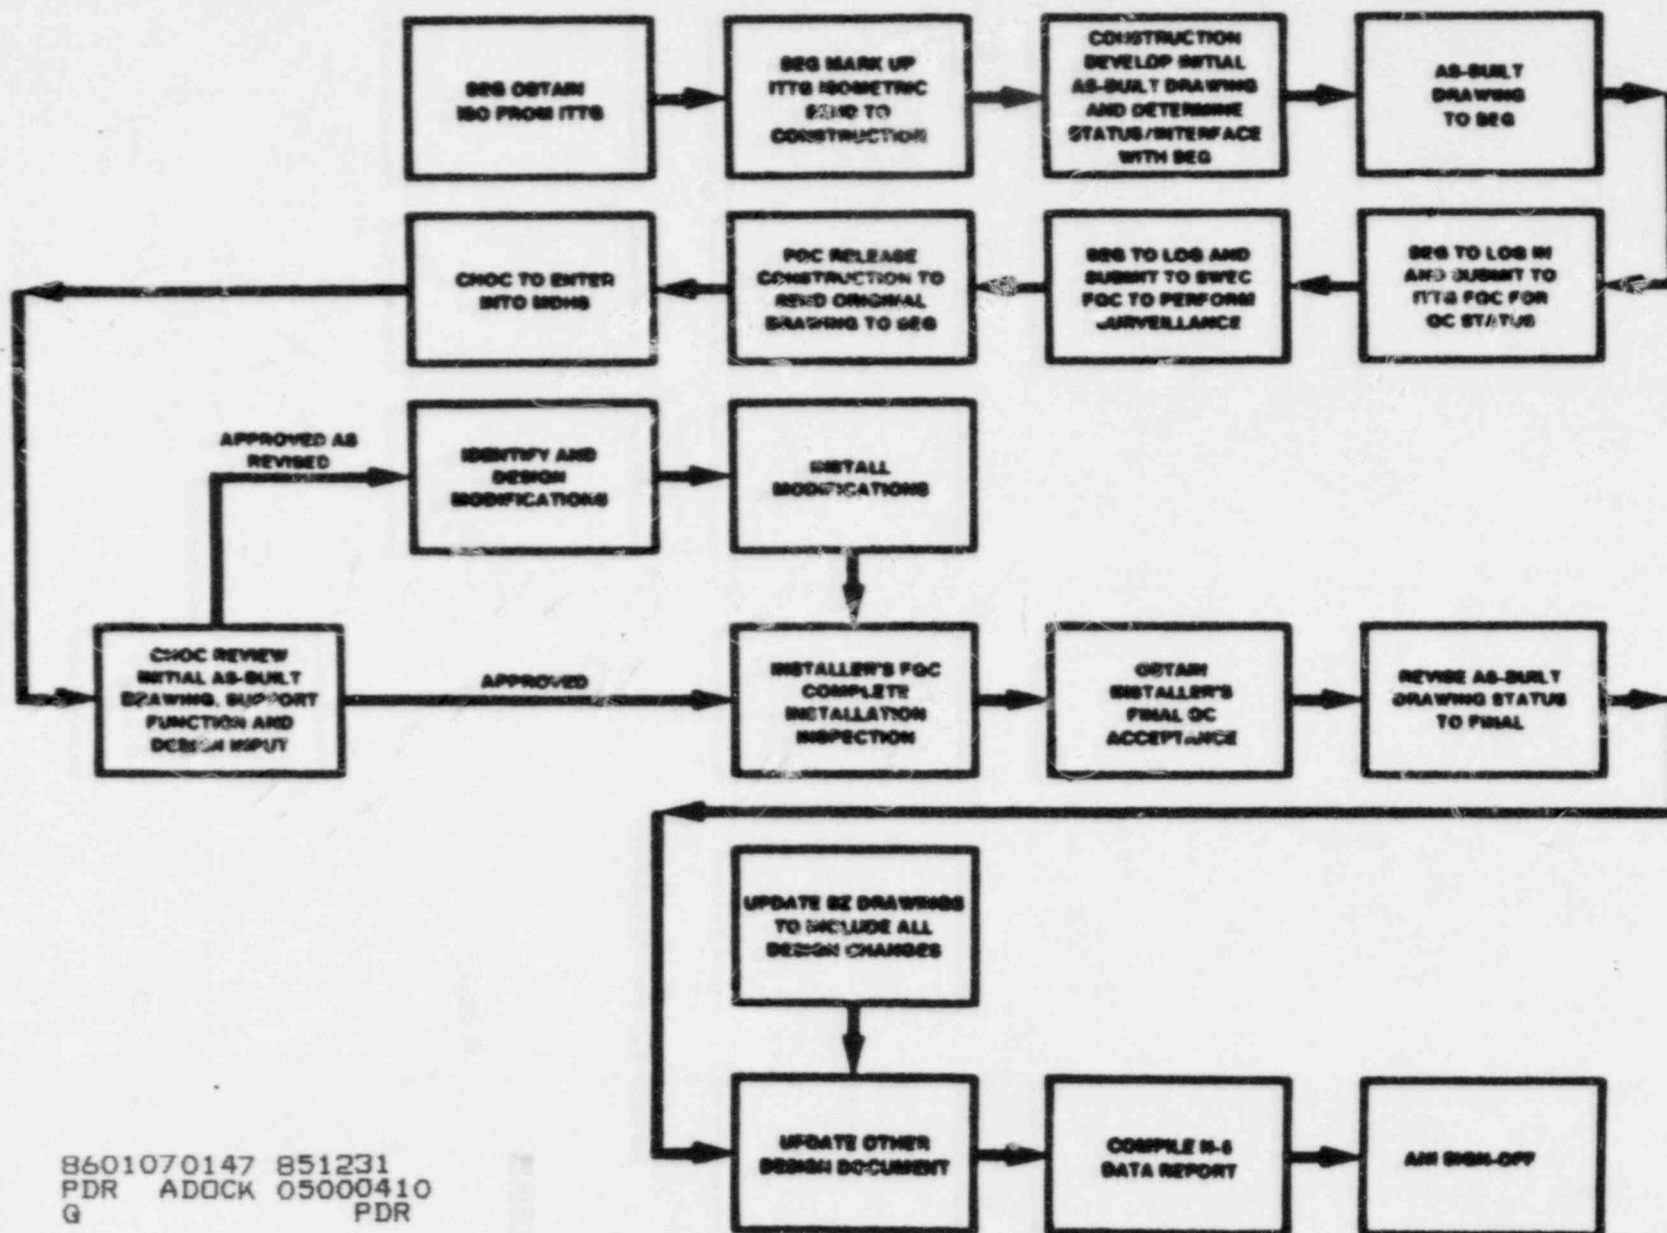 SEG OBTAIN
ISO FROM ITTG
SEG MARK UP
ITTG ISOMETRIC
SEND TO
CONSTRUCTION
CONSTRUCTION
DEVELOP INITIAL
AS-BUILT DRAWING
AND DETERMINE
STATUS/INTERFACE
WITH SEG
AS-BUILT
DRAWING
TO SEG
CHOC TO ENTER
INTO
RELEASE
CONSTRUCTION TO
SEND ORIGINAL
DRAWING TO SEG
SEG TO LOG AND
SUBMIT TO SWEC
FQC TO PERFORM
SURVEILLANCE
SEG TO LOG IN
AND SUBMIT TO
ITTG FQC FOR
QC STATUS
APPROVED AS
REVISED
IDENTIFY AND
DESIGN
MODIFICATIONS
INSTALL
MODIFICATIONS
CHOC REVIEW
INITIAL AS-BUILT
DRAWING, SUPPORT
FUNCTION AND
DESIGN INPUT
APPROVED
INSTALLER'S FQC
COMPLETE
INSTALLATION
INSPECTION
OBTAIN
INSTALLER'S
FINAL QC
ACCEPTANCE
REVISE AS-BUILT
DRAWING STATUS
TO FINAL
UPDATE BZ DRAWINGS
TO INCLUDE ALL
DESIGN CHANGES
UPDATE OTHER
DESIGN DOCUMENT
COMPILE N-5
DATA REPORT
ANI SIGN-OFF
8601070147 851231
PDR ADOCK 05000410
G PDR